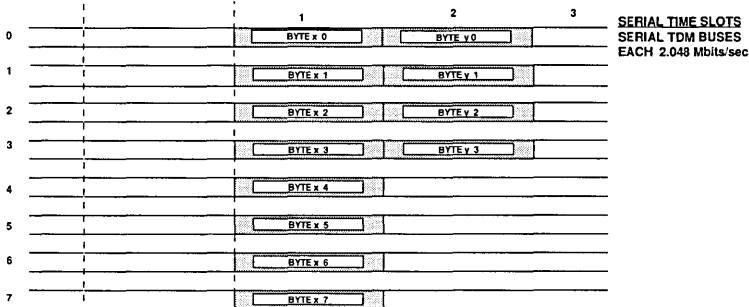 1 2 3
SERIAL TIME SLOTS
0 BYTE x 0 BYTE y 0 SERIAL TDM BUSES
EACH 2.048 Mbits/sec
1 BYTE x 1 BYTE y 1
2 BYTE x 2 BYTE y 2
3 BYTE x 3 BYTE y 3
4 BYTE x 4
5 BYTE x 5
6 BYTE x 6
7 BYTE x 7